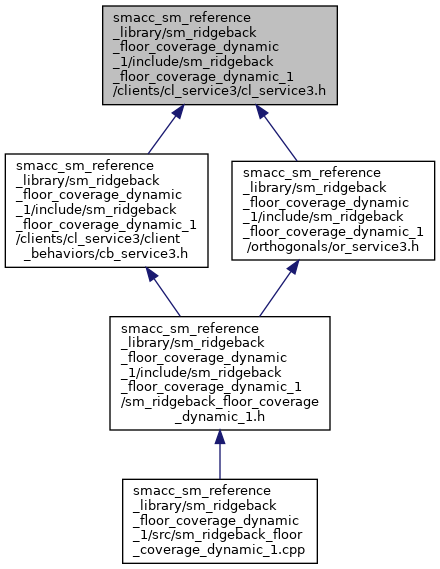 smacc_sm_reference
_library/sm_ridgeback
_floor_coverage_dynamic
_1/include/sm_ridgeback
_floor_coverage_dynamic_1
/clients/cl_service3/cl_service3.h
smacc_sm_reference
_library/sm_ridgeback
_floor_coverage_dynamic
_1/include/sm_ridgeback
_floor_coverage_dynamic_1
/clients/cl_service3/client
_behaviors/cb_service3.h
smacc_sm_reference
_library/sm_ridgeback
_floor_coverage_dynamic
_1/include/sm_ridgeback
_floor_coverage_dynamic_1
/orthogonals/or_service3.h
smacc_sm_reference
_library/sm_ridgeback
_floor_coverage_dynamic
_1/include/sm_ridgeback
_floor_coverage_dynamic_1
/sm_ridgeback_floor_coverage
_dynamic_1.h
smacc_sm_reference
_library/sm_ridgeback
_floor_coverage_dynamic
_1/src/sm_ridgeback_floor
_coverage_dynamic_1.cpp